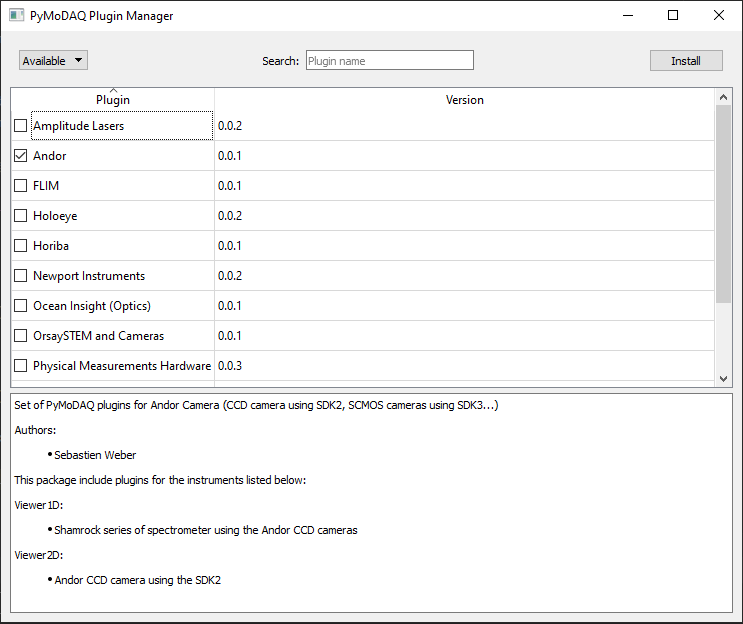 PyMoDAQ Plugin Manager
Available Search: Plugin name Install
Plugin Version
Amplitude Lasers 0.0.2
Andor 0.0.1
FLIM 0.0.1
Holoeye 0.0.2
Horiba 0.0.1
Newport Instruments 0.0.2
Ocean Insight (Optics) 0.0.1
OrsaySTEM and Cameras 0.0.1
Physical Measurements Hardware 0.0.3
Set of PyMoDAQ plugins for Andor Camera (CCD camera using SDK2, SCMOS cameras using SDK3...)
Authors:
• Sebastien Weber
This package include plugins for the instruments listed below:
Viewer1D:
• Shamrock series of spectrometer using the Andor CCD cameras
Viewer2D:
• Andor CCD camera using the SDK2